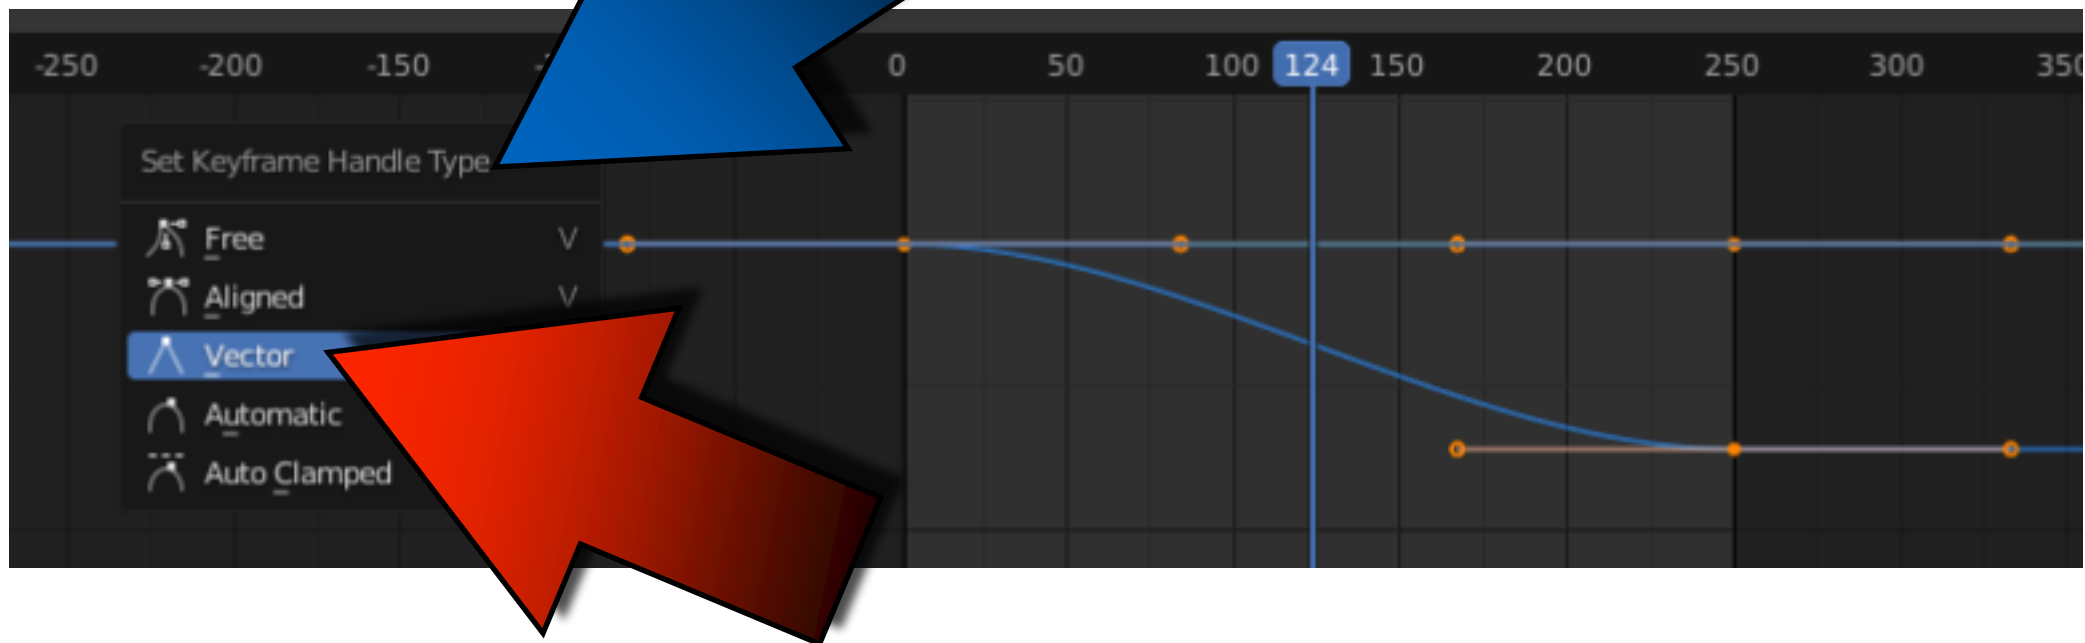 -250 -200 -150 0 50 100 124 150 200 250 300 350
Set Keyframe Handle Type
Free V
Aligned V
Vector
Automatic
Auto Clamped